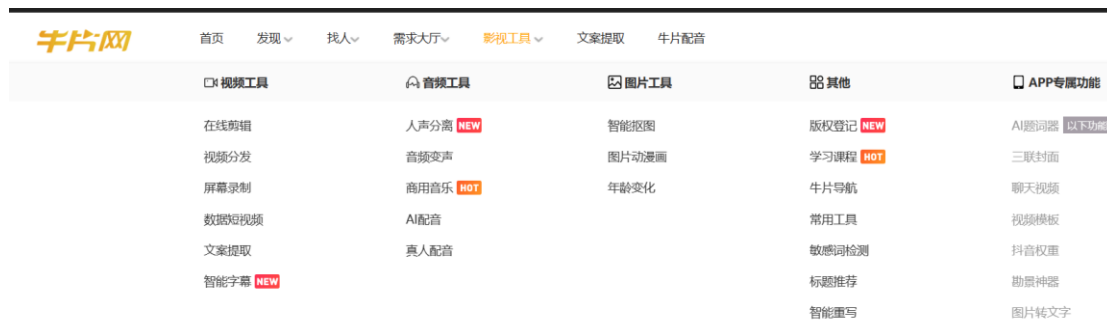 牛片网 首页 发现 找人 需求大厅 影视工具 文案提取 牛片配音
视频工具 音频工具 图片工具 其他 APP专属功能
在线剪辑 人声分离 NEW 智能抠图 版权登记 NEW AI题词器 以下功能
视频分发 音频变声 图片动漫画 学习课程 HOT 三联封面
屏幕录制 商用音乐 HOT 年龄变化 牛片导航 聊天视频
数据短视频 AI配音 常用工具 视频模板
文案提取 真人配音 敏感词检测 抖音权重
智能字幕 NEW 标题推荐 勘景神器
智能重写 图片转文字